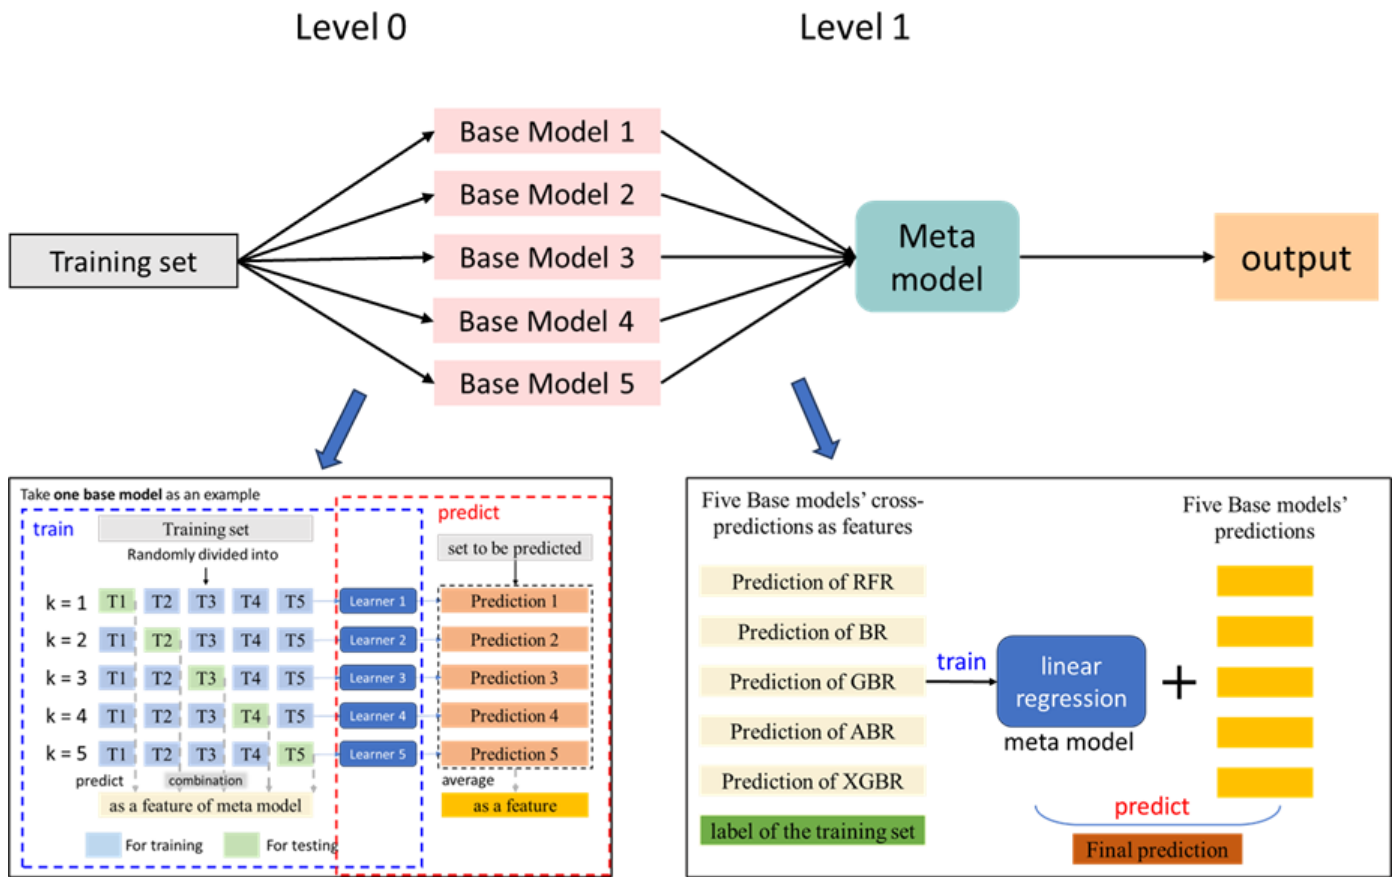 Level 0
Level 1
Training set
Base Model 1
Base Model 2
Base Model 3
Base Model 4
Base Model 5
Meta
model
output
Take one base model as an example
train
Training set
Randomly divided into
k = 1 T1 T2 T3 T4 T5 Learner 1
k = 2 T1 T2 T3 T4 T5 Learner 2
k = 3 T1 T2 T3 T4 T5 Learner 3
k = 4 T1 T2 T3 T4 T5 Learner 4
k = 5 T1 T2 T3 T4 T5 Learner 5
predict
combination
as a feature of meta model
For training
For testing
predict
set to be predicted
Prediction 1
Prediction 2
Prediction 3
Prediction 4
Prediction 5
average
as a feature
Five Base models’ cross-
predictions as features
Prediction of RFR
Prediction of BR
Prediction of GBR
Prediction of ABR
Prediction of XGBR
label of the training set
train
linear
regression
meta model
+
Five Base models’
predictions
predict
Final prediction